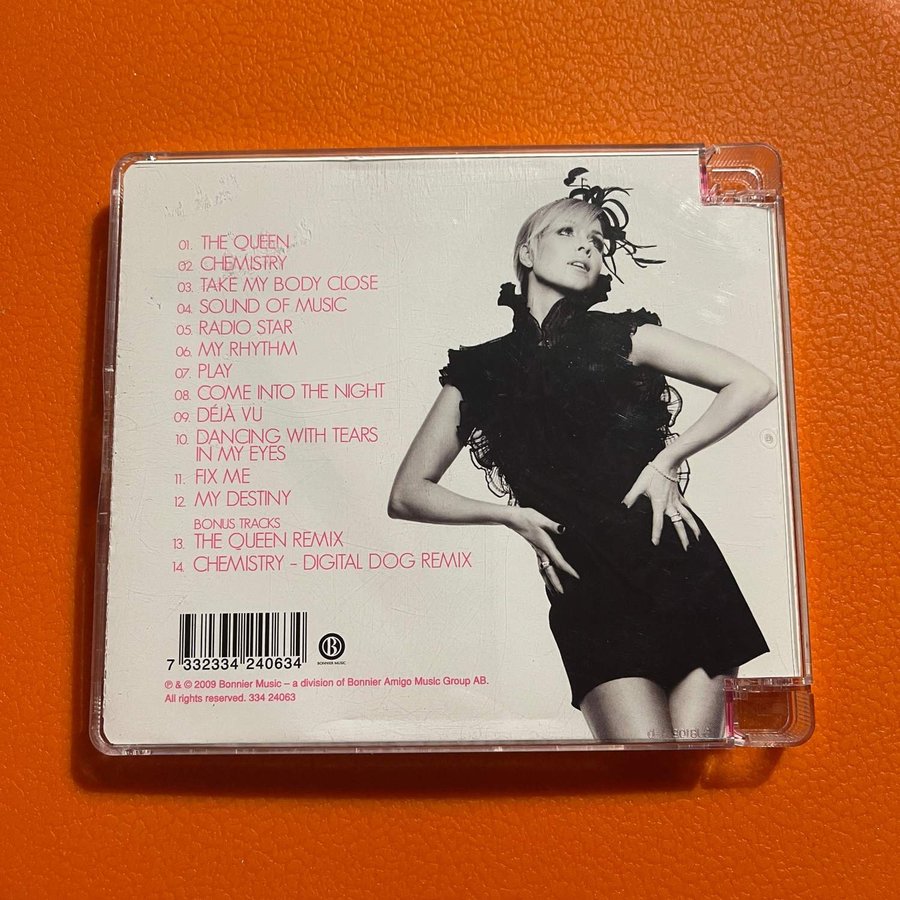 01. THE QUEEN
02. CHEMISTRY
03. TAKE MY BODY CLOSE
04. SOUND OF MUSIC
05. RADIO STAR
06. MY RHYTHM
07. PLAY
08. COME INTO THE NIGHT
09. DÉJÀ VU
10. DANCING WITH TEARS
IN MY EYES
11. FIX ME
12. MY DESTINY
BONUS TRACKS
13. THE QUEEN REMIX
14. CHEMISTRY – DIGITAL DOG REMIX
7 332334 240634
B
BONNIER MUSIC
℗ & © 2009 Bonnier Music – a division of Bonnier Amigo Music Group AB.
All rights reserved. 334 24063